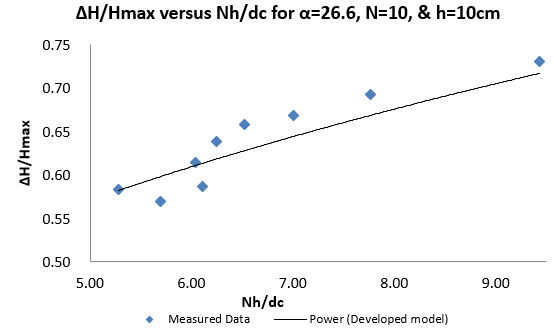 ΔH/Hmax versus Nh/dc for α=26.6, N=10, & h=10cm
0.75
0.70
0.65
0.60
0.55
0.50
ΔH/Hmax
5.00 6.00 7.00 8.00 9.00
Nh/dc
Measured Data Power (Developed model)